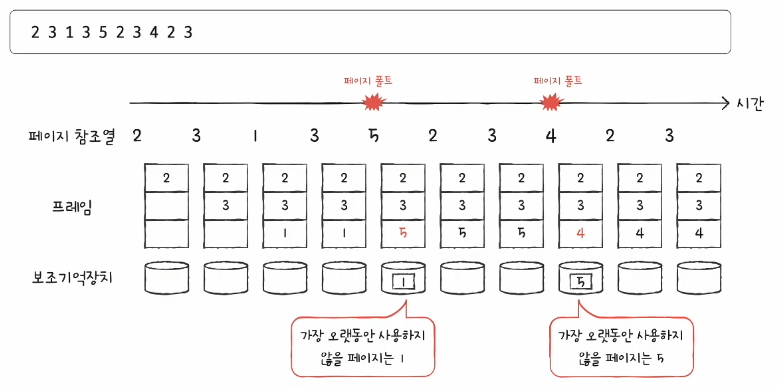 2 3 1 3 5 2 3 4 2 3
페이지 폴트 페이지 폴트
시간
페이지 참조열 2 3 1 3 5 2 3 4 2 3
2 2 2 2 2 2 2 2 2 2
프레임 3 3 3 3 3 3 3 3 3
1 1 5 5 5 4 4 4
보조기억장치 1 5
가장 오랫동안 사용하지
않을 페이지는 1
가장 오랫동안 사용하지
않을 페이지는 5